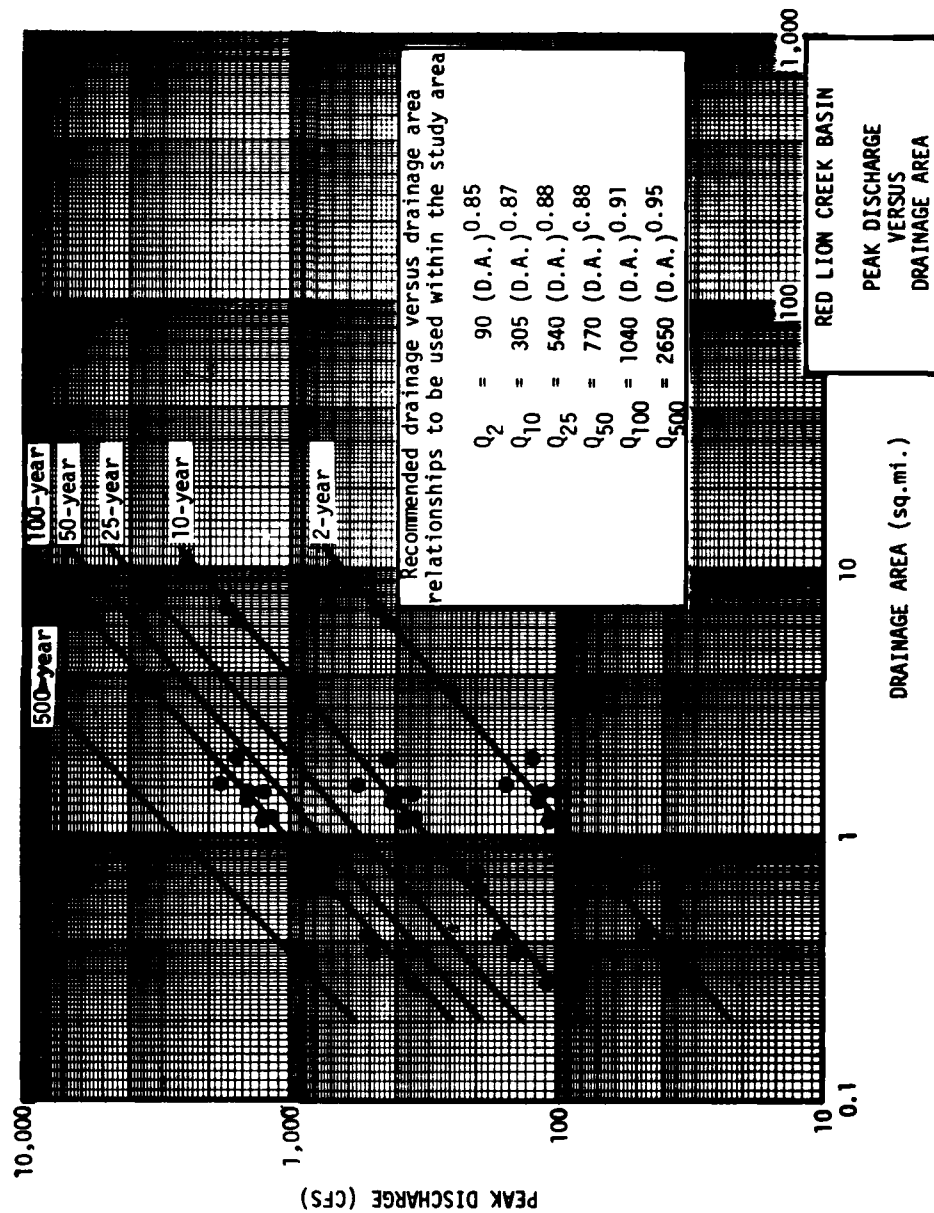 10,000
1,000
100
10
PEAK DISCHARGE (CFS)
0.1
1
10
100
1,000
DRAINAGE AREA (sq.mi.)
500-year
100-year
50-year
25-year
10-year
2-year
Recommended drainage versus drainage area
relationships to be used within the study area
Q2 = 90 (D.A.)0.85
Q10 = 305 (D.A.)0.87
Q25 = 540 (D.A.)0.88
Q50 = 770 (D.A.)0.88
Q100 = 1040 (D.A.)0.91
Q500 = 2650 (D.A.)0.95
RED LION CREEK BASIN
PEAK DISCHARGE
VERSUS
DRAINAGE AREA